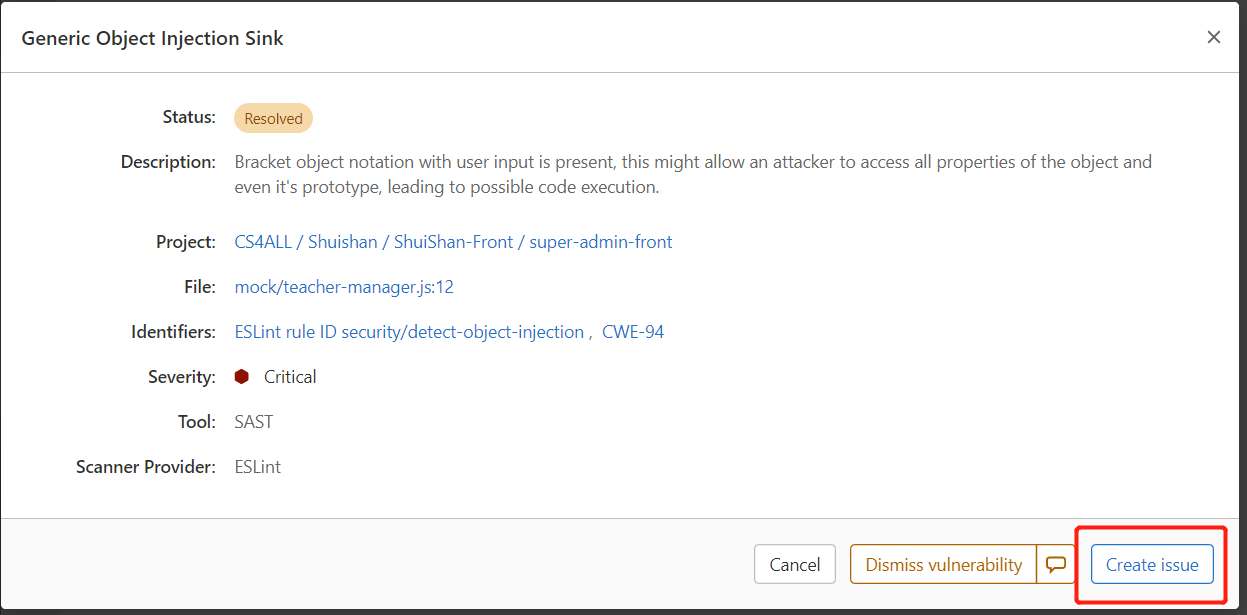 Generic Object Injection Sink
Status: Resolved
Description: Bracket object notation with user input is present, this might allow an attacker to access all properties of the object and
even it's prototype, leading to possible code execution.
Project: CS4ALL / Shuishan / ShuiShan-Front / super-admin-front
File: mock/teacher-manager.js:12
Identifiers: ESLint rule ID security/detect-object-injection , CWE-94
Severity: Critical
Tool: SAST
Scanner Provider: ESLint
Cancel Dismiss vulnerability Create issue